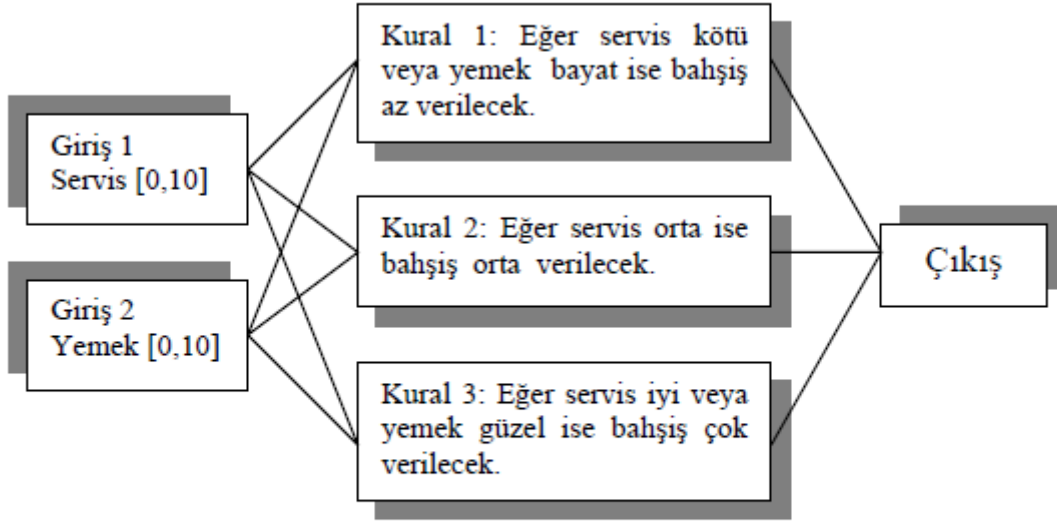 Giriş 1
Servis [0,10]
Giriş 2
Yemek [0,10]
Kural 1: Eğer servis kötü
veya yemek bayat ise bahşiş
az verilecek.
Kural 2: Eğer servis orta ise
bahşiş orta verilecek.
Kural 3: Eğer servis iyi veya
yemek güzel ise bahşiş çok
verilecek.
Çıkış